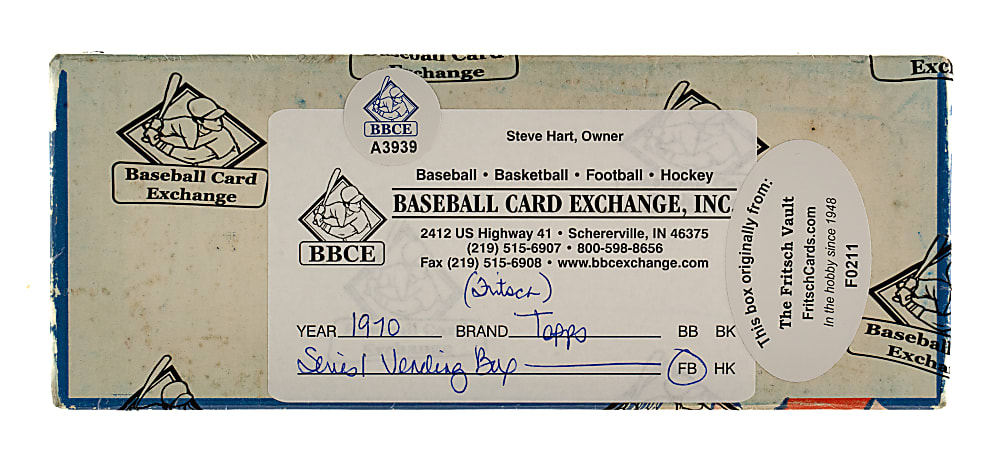 Baseball Card
Exchange
Exchange
BBCE
A3939
Steve Hart, Owner
Baseball • Basketball • Football • Hockey
BASEBALL CARD EXCHANGE, INC.
BBCE
2412 US Highway 41 • Schererville, IN 46375
(219) 515-6907 • 800-598-8656
Fax (219) 515-6908 • www.bbcexchange.com
(Fritsch)
YEAR 1970 BRAND Topps BB BK
Series 1 Vending Box FB HK
This box originally from:
The Fritsch Vault
FritschCards.com
In the hobby since 1948
F0211
Exc
Baseball
Excha